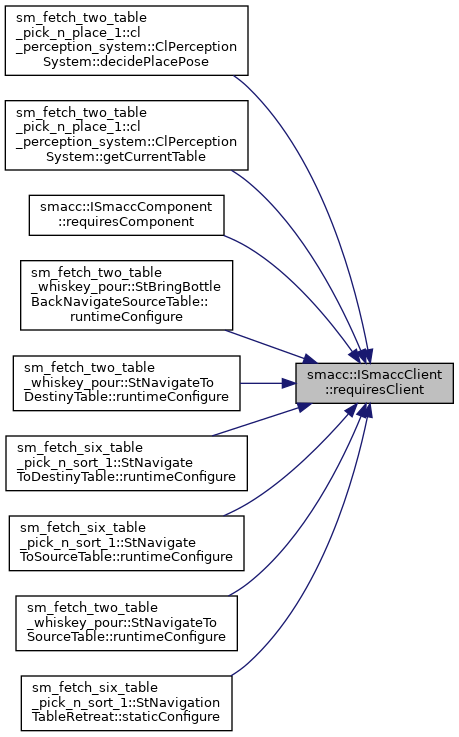 sm_fetch_two_table
_pick_n_place_1::cl
_perception_system::ClPerception
System::decidePlacePose
sm_fetch_two_table
_pick_n_place_1::cl
_perception_system::ClPerception
System::getCurrentTable
smacc::ISmaccComponent
::requiresComponent
sm_fetch_two_table
_whiskey_pour::StBringBottle
BackNavigateSourceTable::
runtimeConfigure
smacc::ISmaccClient
::requiresClient
sm_fetch_two_table
_whiskey_pour::StNavigateTo
DestinyTable::runtimeConfigure
sm_fetch_six_table
_pick_n_sort_1::StNavigate
ToDestinyTable::runtimeConfigure
sm_fetch_six_table
_pick_n_sort_1::StNavigate
ToSourceTable::runtimeConfigure
sm_fetch_two_table
_whiskey_pour::StNavigateTo
SourceTable::runtimeConfigure
sm_fetch_six_table
_pick_n_sort_1::StNavigation
TableRetreat::staticConfigure